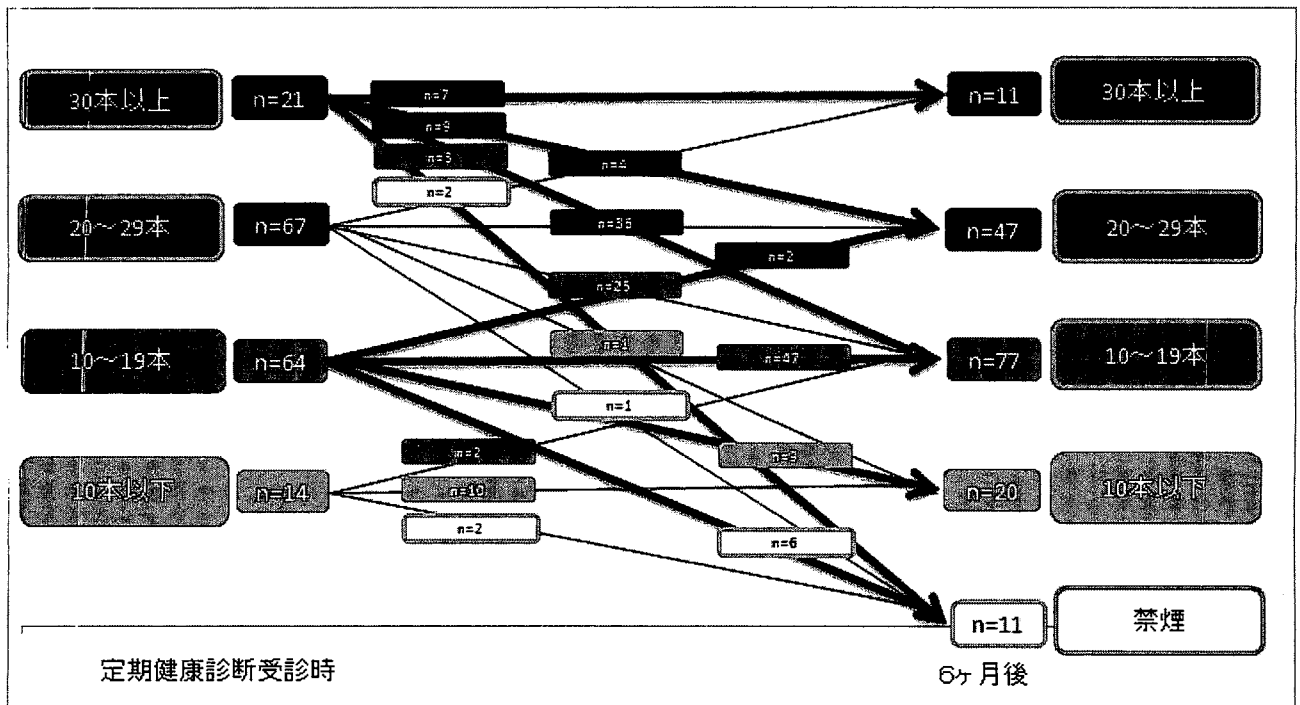 30本以上 n=21 n=7 n=11 30本以上
n=9
n=3 n=4
n=2
20～29本 n=67 n=36 n=47 20～29本
n=2
n=25
n=1
10～19本 n=64 n=47 n=77 10～19本
n=1
n=2 n=9
10本以下 n=14 n=10 n=20 10本以下
n=2 n=6
n=11 禁煙
定期健康診断受診時 6ヶ月後